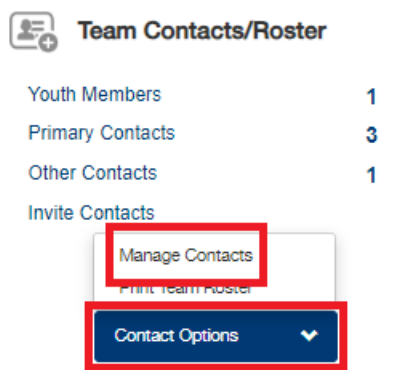 Team Contacts/Roster
Youth Members 1
Primary Contacts 3
Other Contacts 1
Invite Contacts
Manage Contacts
Print Team Roster
Contact Options